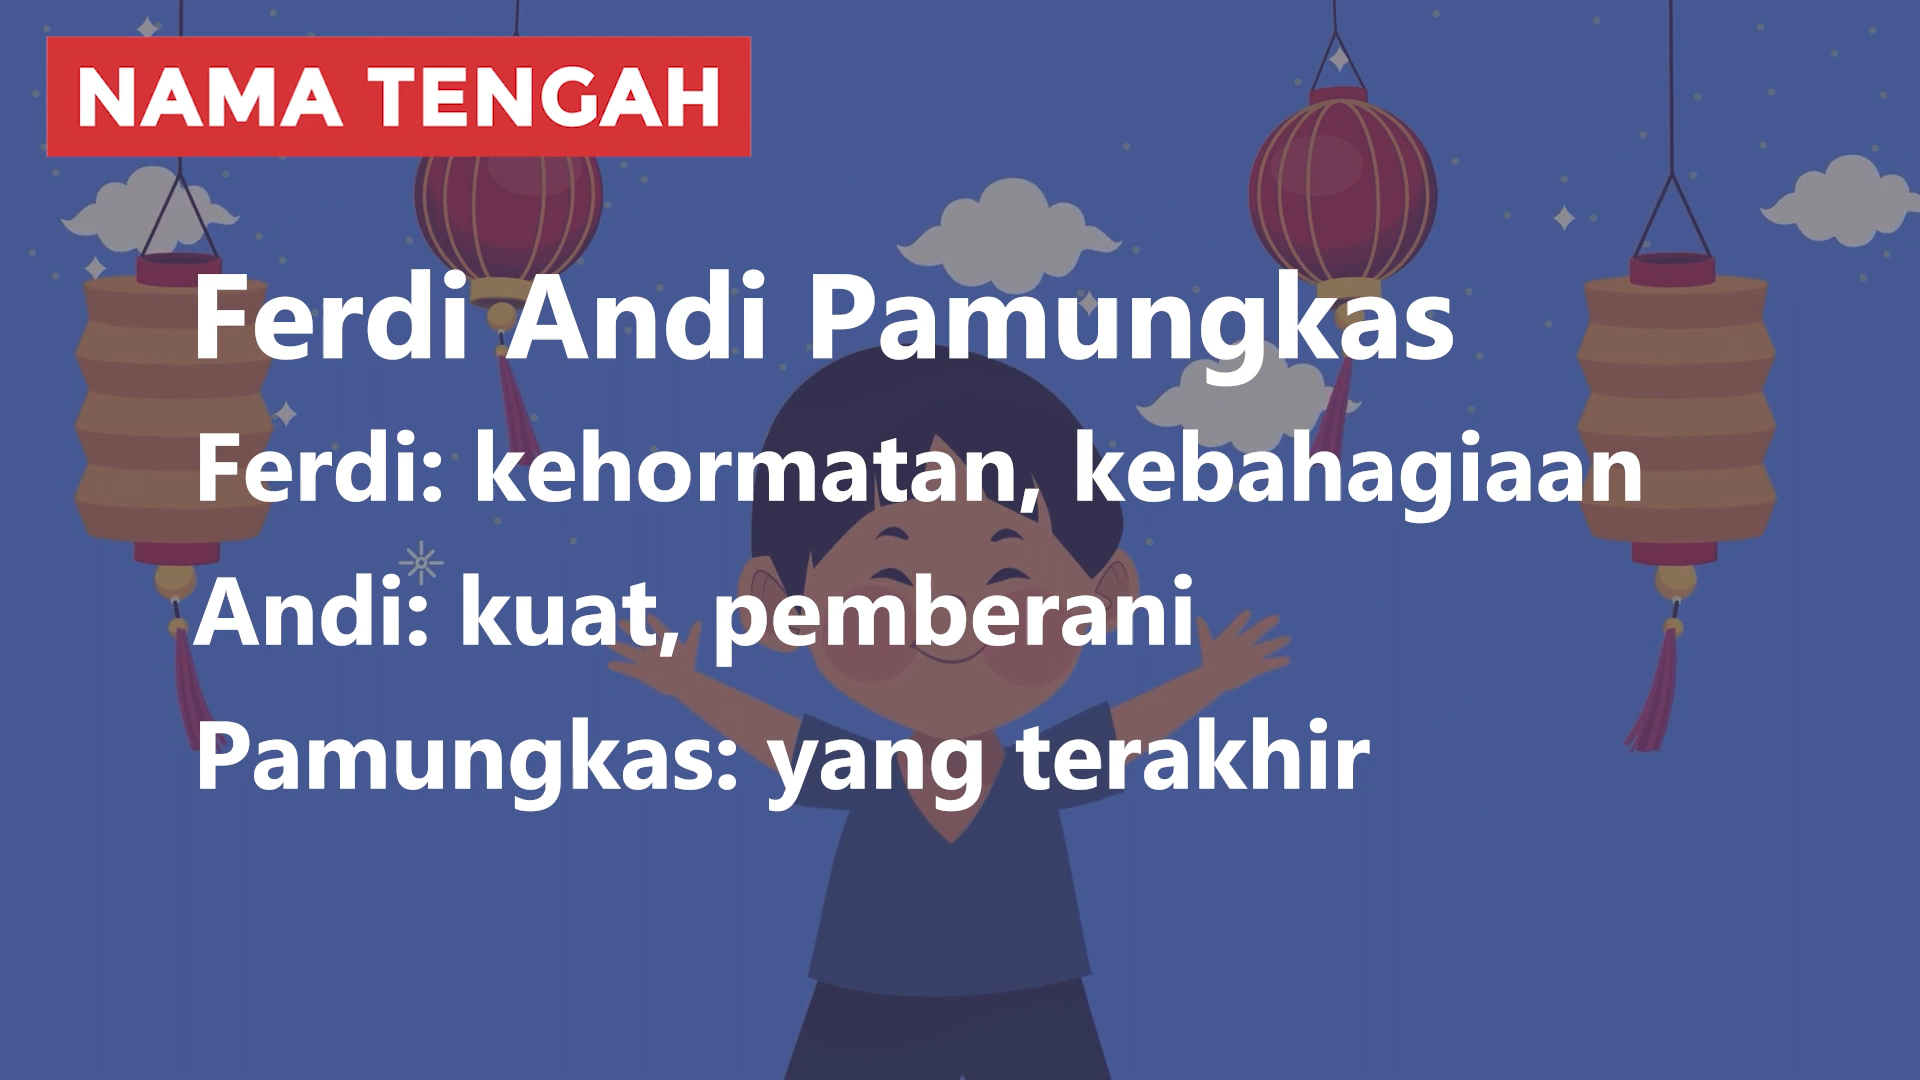 NAMA TENGAH
Ferdi Andi Pamungkas
Ferdi: kehormatan, kebahagiaan
Andi: kuat, pemberani
Pamungkas: yang terakhir